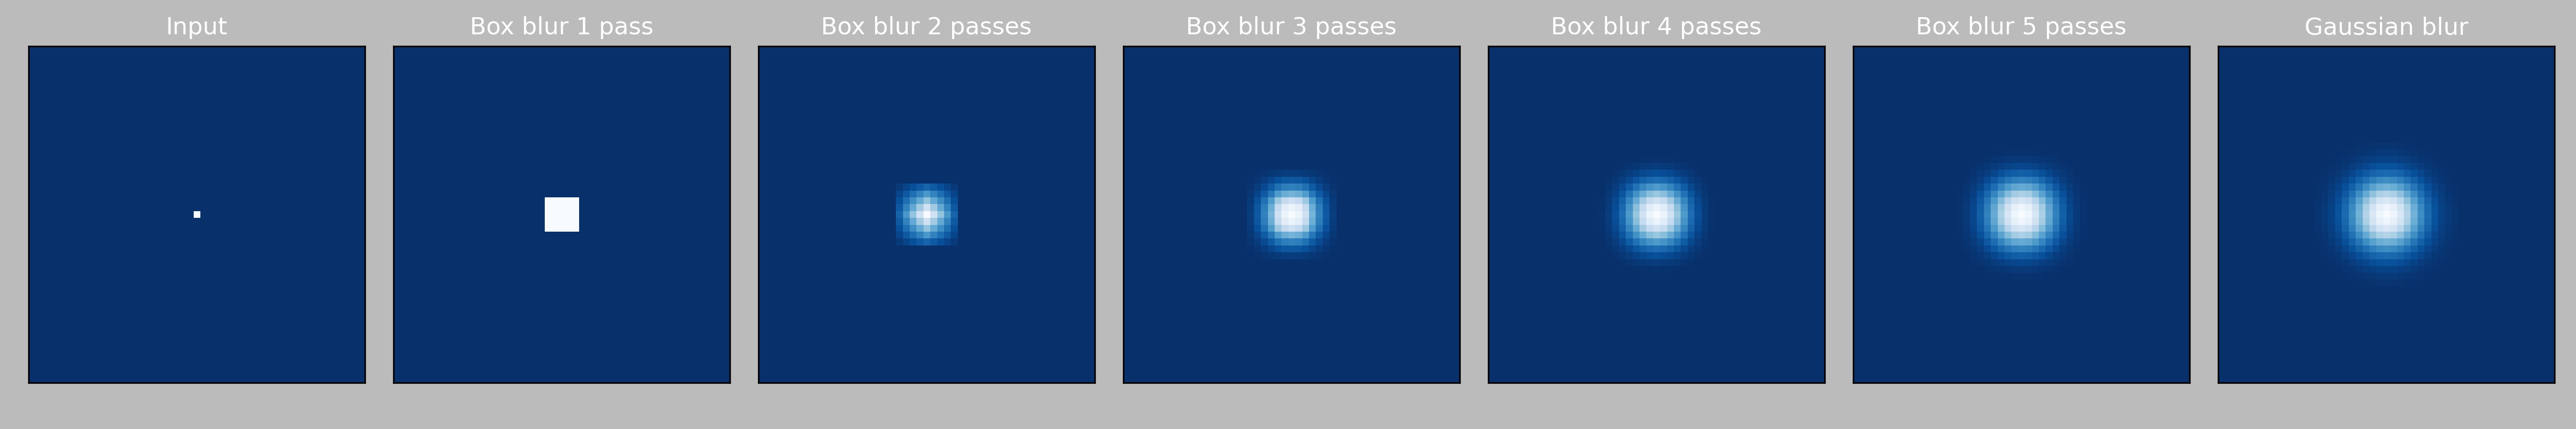 Input
Box blur 1 pass
Box blur 2 passes
Box blur 3 passes
Box blur 4 passes
Box blur 5 passes
Gaussian blur